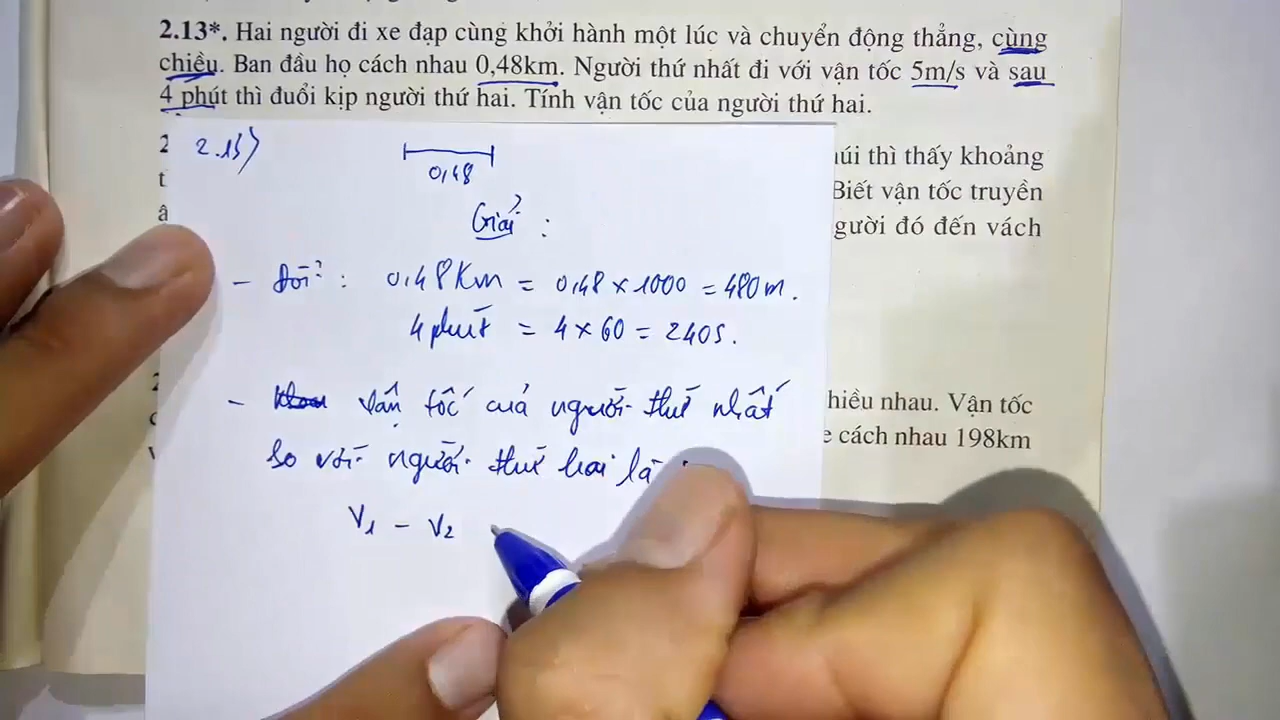 2.13*. Hai người đi xe đạp cùng khởi hành một lúc và chuyển động thẳng, cùng
chiều. Ban đầu họ cách nhau 0,48km. Người thứ nhất đi với vận tốc 5m/s và sau
4 phút thì đuổi kịp người thứ hai. Tính vận tốc của người thứ hai.
2
úi thì thấy khoảng
t
Biết vận tốc truyền
â
gười đó đến vách
hiều nhau. Vận tốc
e cách nhau 198km
2.13)
0,48
Giải :
- Đổi : 0,48 Km = 0,48 x 1000 = 480m.
4 phút = 4 x 60 = 240s.
- Vận tốc của người thứ nhất
so với người thứ hai là
V1 - V2